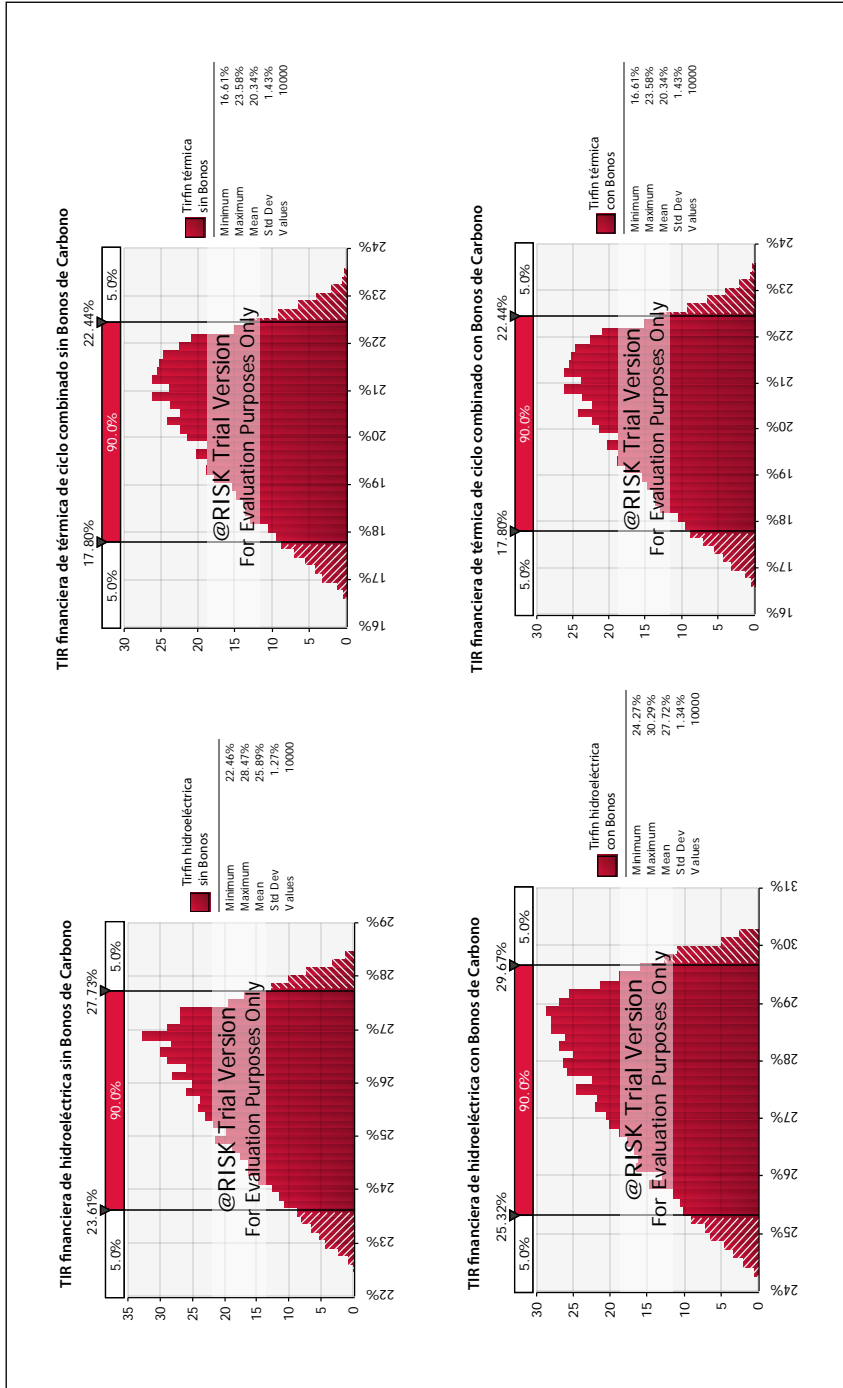 TIR financiera de hidroeléctrica sin Bonos de Carbono
23.61% 27.73%
5.0% 90.0% 5.0%
35
30
25
20
15
10
5
0
22% 23% 24% 25% 26% 27% 28% 29%
@RISK Trial Version
For Evaluation Purposes Only
Tirfin hidroeléctrica
sin Bonos
Minimum 22.46%
Maximum 28.47%
Mean 25.89%
Std Dev 1.27%
Values 10000
TIR financiera de térmica de ciclo combinado sin Bonos de Carbono
17.80% 22.44%
5.0% 90.0% 5.0%
30
25
20
15
10
5
0
16% 17% 18% 19% 20% 21% 22% 23% 24%
@RISK Trial Version
For Evaluation Purposes Only
Tirfin térmica
sin Bonos
Minimum 16.61%
Maximum 23.58%
Mean 20.34%
Std Dev 1.43%
Values 10000
TIR financiera de hidroeléctrica con Bonos de Carbono
25.32% 29.67%
5.0% 90.0% 5.0%
30
25
20
15
10
5
0
24% 25% 26% 27% 28% 29% 30% 31%
@RISK Trial Version
For Evaluation Purposes Only
Tirfin hidroeléctrica
con Bonos
Minimum 24.27%
Maximum 30.29%
Mean 27.72%
Std Dev 1.34%
Values 10000
TIR financiera de térmica de ciclo combinado con Bonos de Carbono
17.80% 22.44%
5.0% 90.0% 5.0%
30
25
20
15
10
5
0
16% 17% 18% 19% 20% 21% 22% 23% 24%
@RISK Trial Version
For Evaluation Purposes Only
Tirfin térmica
con Bonos
Minimum 16.61%
Maximum 23.58%
Mean 20.34%
Std Dev 1.43%
Values 10000